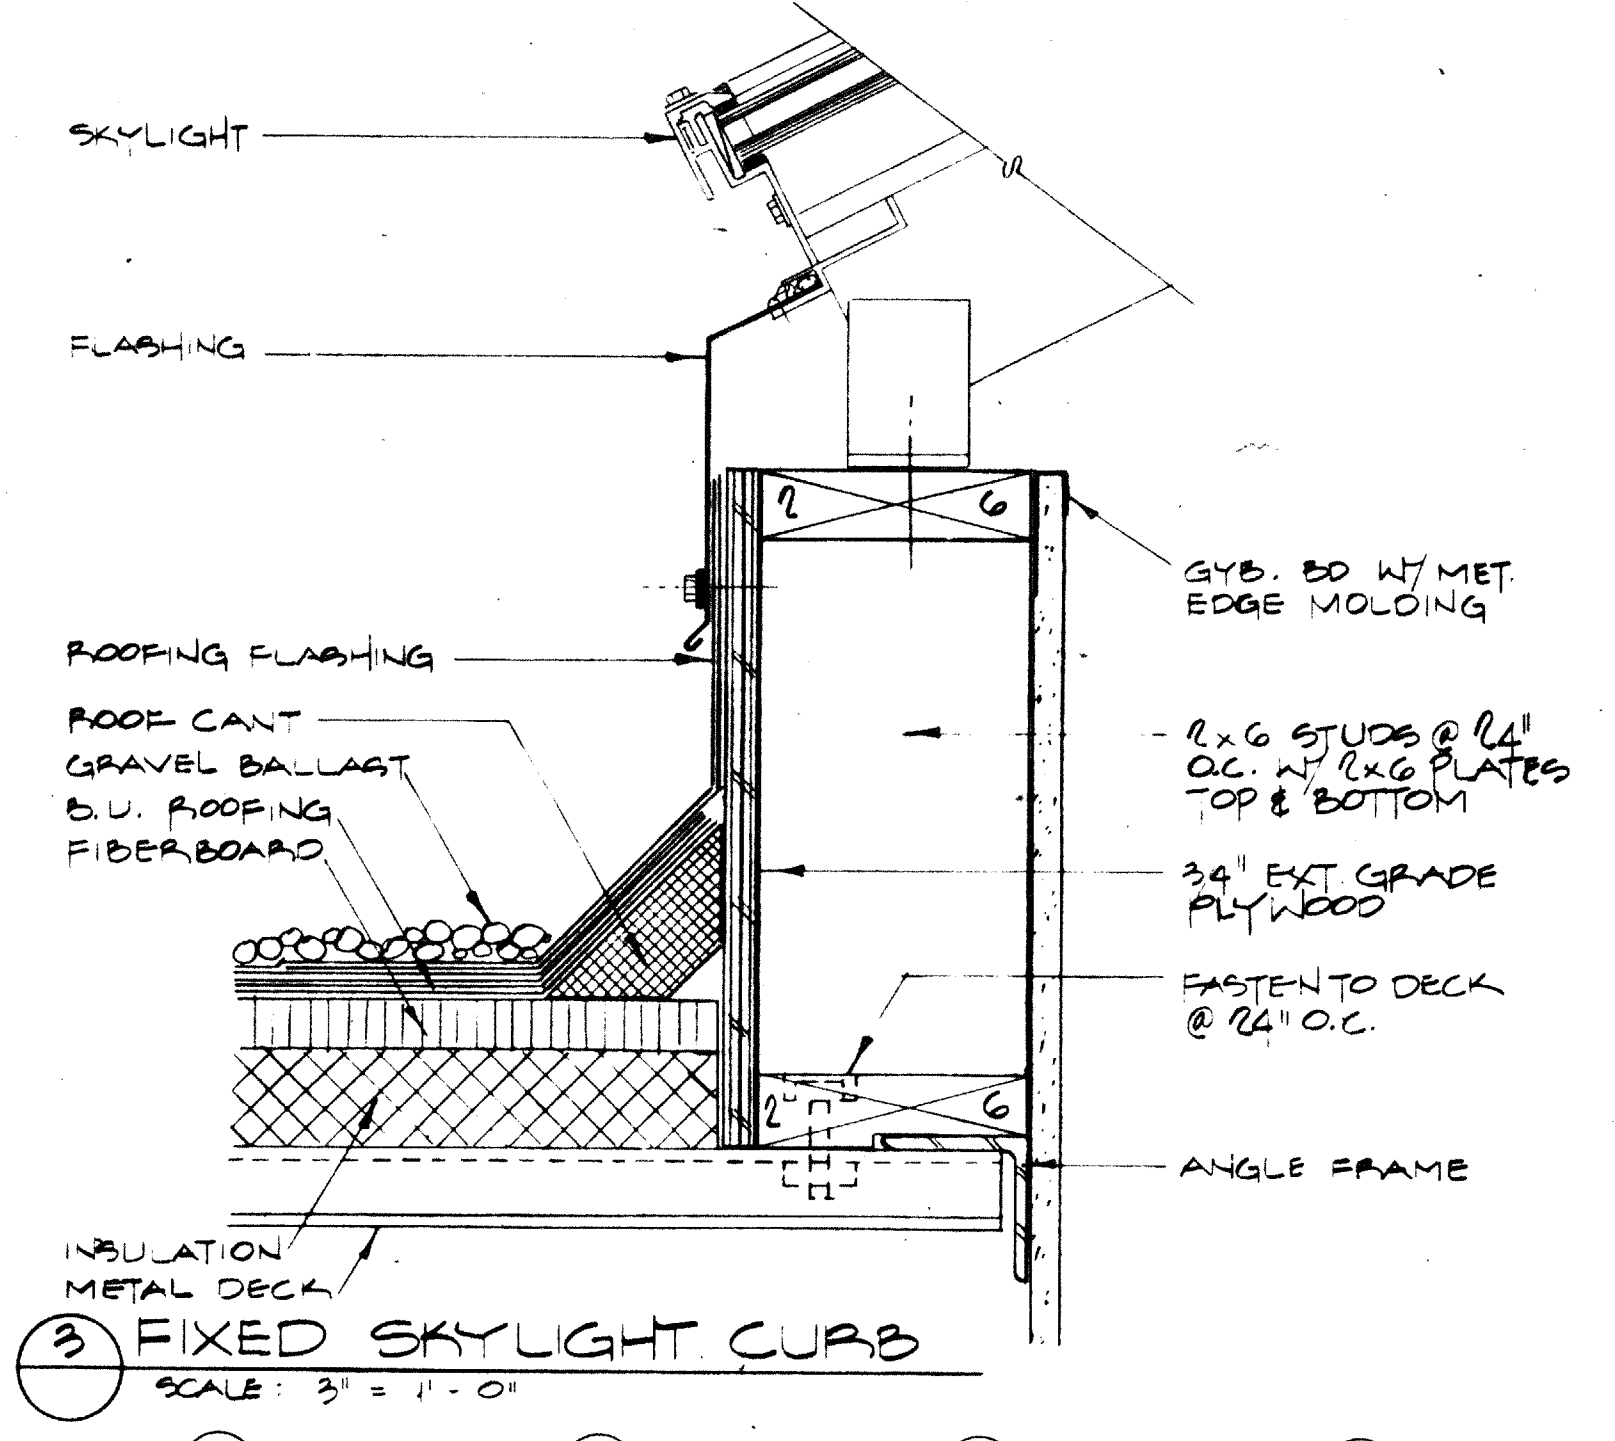 SKYLIGHT
FLASHING
ROOFING FLASHING
ROOF CANT
GRAVEL BALLAST
B.U. ROOFING
FIBERBOARD
2 6
GYB. BD W/ MET.
EDGE MOLDING
2x6 STUDS @ 24"
O.C. W/ 2x6 PLATES
TOP & BOTTOM
3/4" EXT. GRADE
PLYWOOD
FASTEN TO DECK
@ 24" O.C.
2 6
ANGLE FRAME
INSULATION
METAL DECK
3 FIXED SKYLIGHT CURB
SCALE: 3" = 1'-0"